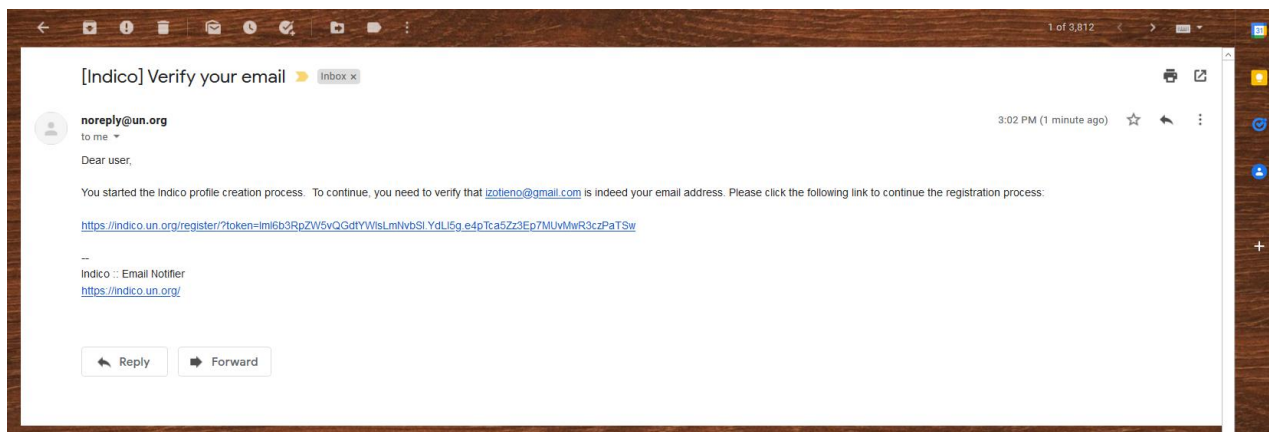 1 of 3,812
31
[Indico] Verify your email
Inbox x
noreply@un.org
3:02 PM (1 minute ago)
to me
Dear user,
You started the Indico profile creation process. To continue, you need to verify that izotieno@gmail.com is indeed your email address. Please click the following link to continue the registration process:
https://indico.un.org/register/?token=Iml6b3RpZW5vQGdtYWlsLmNvbSI.YdLI5g.e4pTca5Zz3Ep7MUvMwR3czPaTSw
--
Indico :: Email Notifier
https://indico.un.org/
Reply
Forward